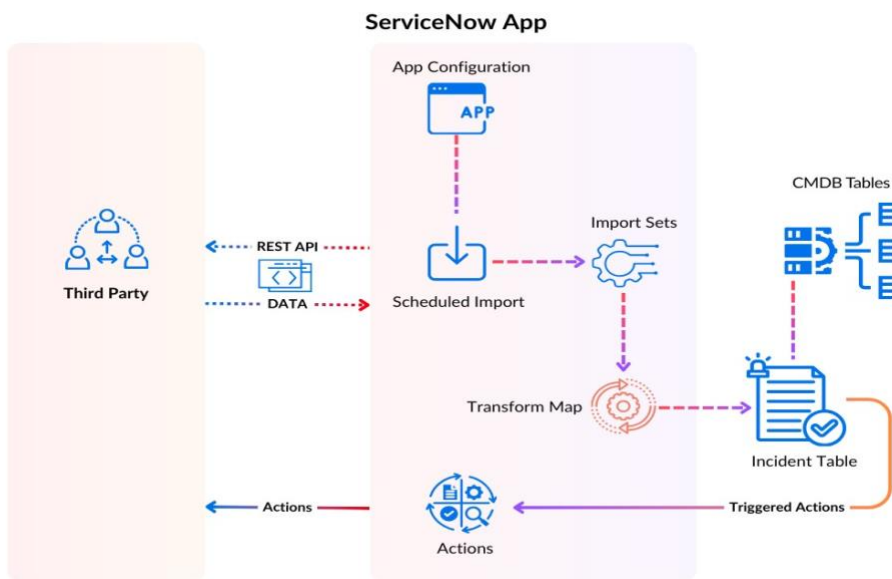 ServiceNow App
App Configuration
APP
CMDB Tables
Import Sets
REST API
Third Party
DATA
Scheduled Import
Transform Map
Incident Table
Actions
Triggered Actions
Actions